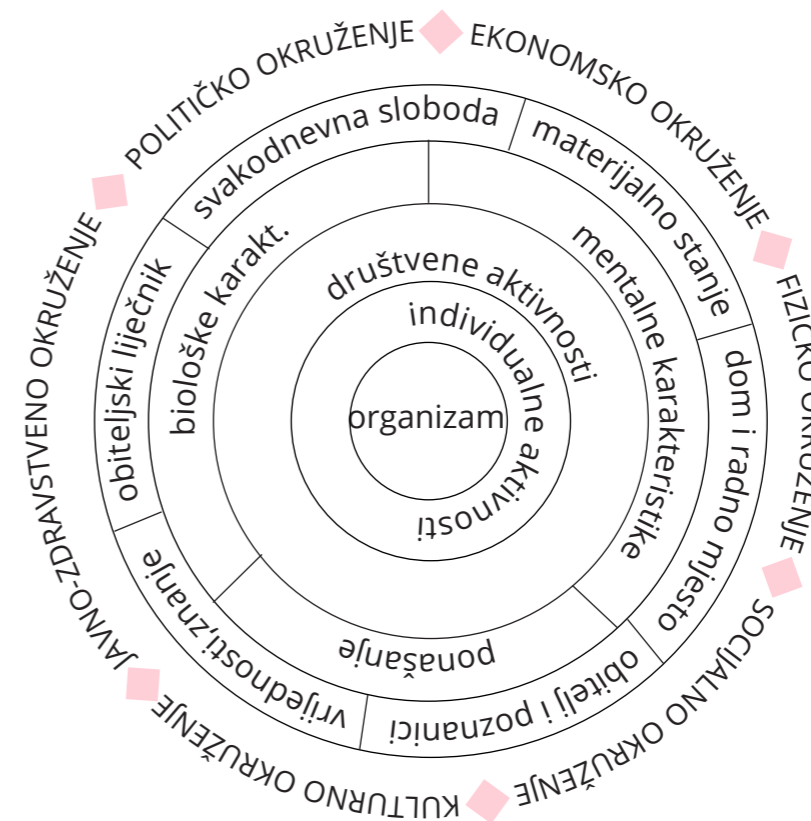 POLITIČKO OKRUŽENJE
EKONOMSKO OKRUŽENJE
FIZIČKO OKRUŽENJE
SOCIJALNO OKRUŽENJE
KULTURNO OKRUŽENJE
JAVNO-ZDRAVSTVENO OKRUŽENJE
svakodnevna sloboda
materijalno stanje
dom i radno mjesto
obitelj i poznanici
vrijednosti,znanje
obiteljski liječnik
biološke karakt.
mentalne karakteristike
ponašanje
društvene aktivnosti
individualne aktivnosti
organizam